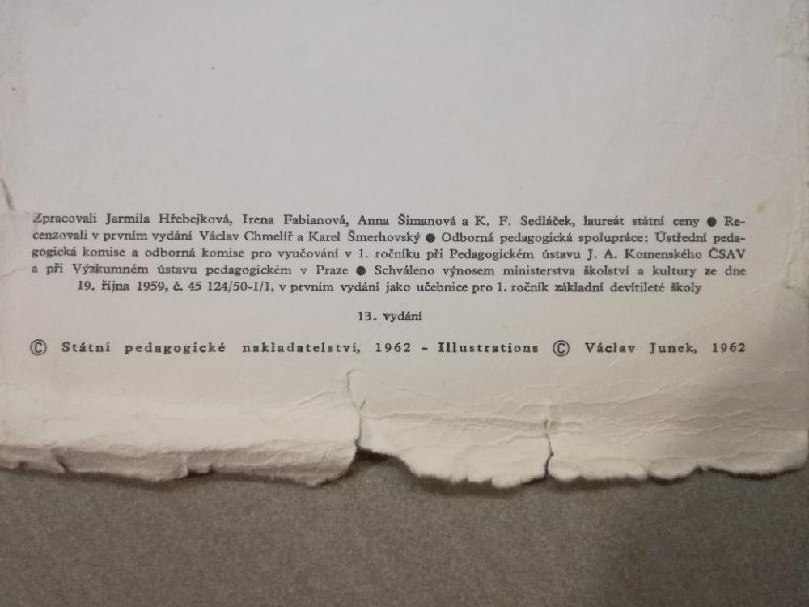 Zpracovali Jarmila Hřebejková, Irena Fabianová, Anna Šimanová a K. F. Sedláček, laureát státní ceny ● Re-
cenzovali v prvním vydání Václav Chmelíř a Karel Šmerhovský ● Odborná pedagogická spolupráce: Ústřední peda-
gogická komise a odborná komise pro vyučování v 1. ročníku při Pedagogickém ústavu J. A. Komenského ČSAV
a při Výzkumném ústavu pedagogickém v Praze ● Schváleno výnosem ministerstva školství a kultury ze dne
19. října 1959, č. 45 124/50-1/1, v prvním vydání jako učebnice pro 1. ročník základní devítileté školy
13. vydání
© Státní pedagogické nakladatelství, 1962 - Illustrations © Václav Junek, 1962